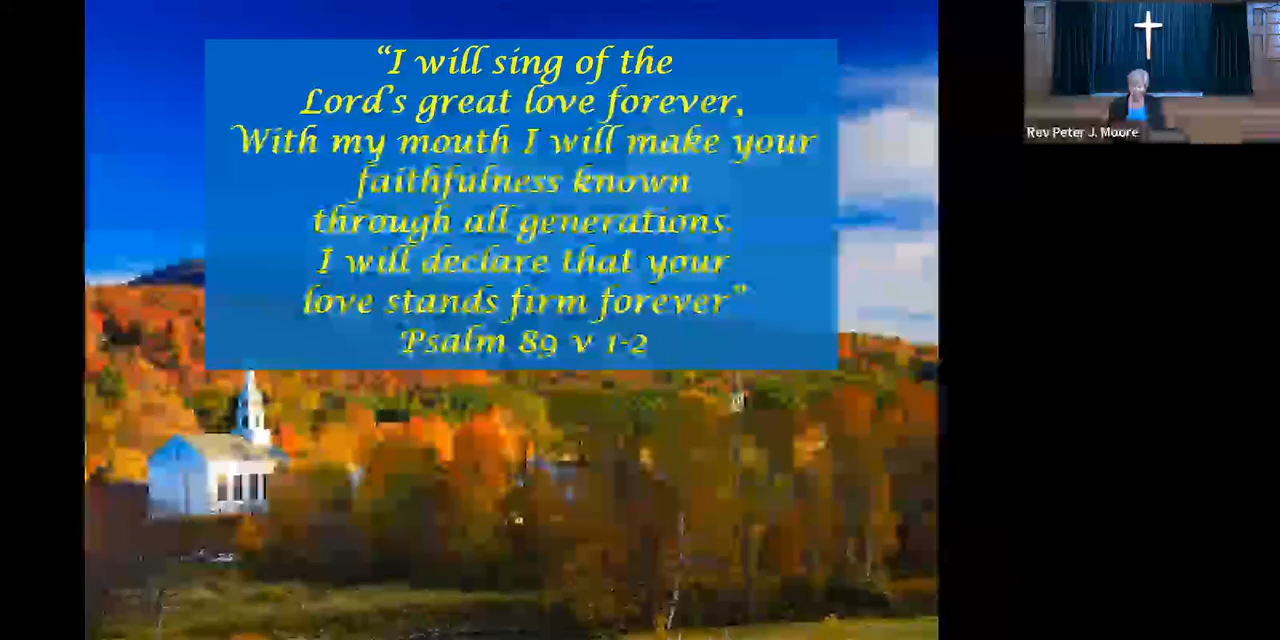 “I will sing of the
Lord’s great love forever,
With my mouth I will make your
faithfulness known
through all generations.
I will declare that your
love stands firm forever”
Psalm 89 v 1-2
Rev Peter J. Moore